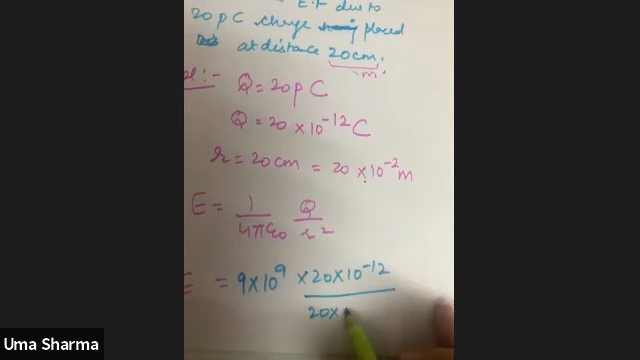 E.F due to
20 pC charge placed
at distance 20cm.
m.
:-
Q = 20 p C
Q = 20 × 10⁻¹² C
r = 20 cm = 20 × 10⁻² m
E = 1/4πε₀ Q/r²
E = 9 × 10⁹ × 20 × 10⁻¹²
20 ×
Uma Sharma